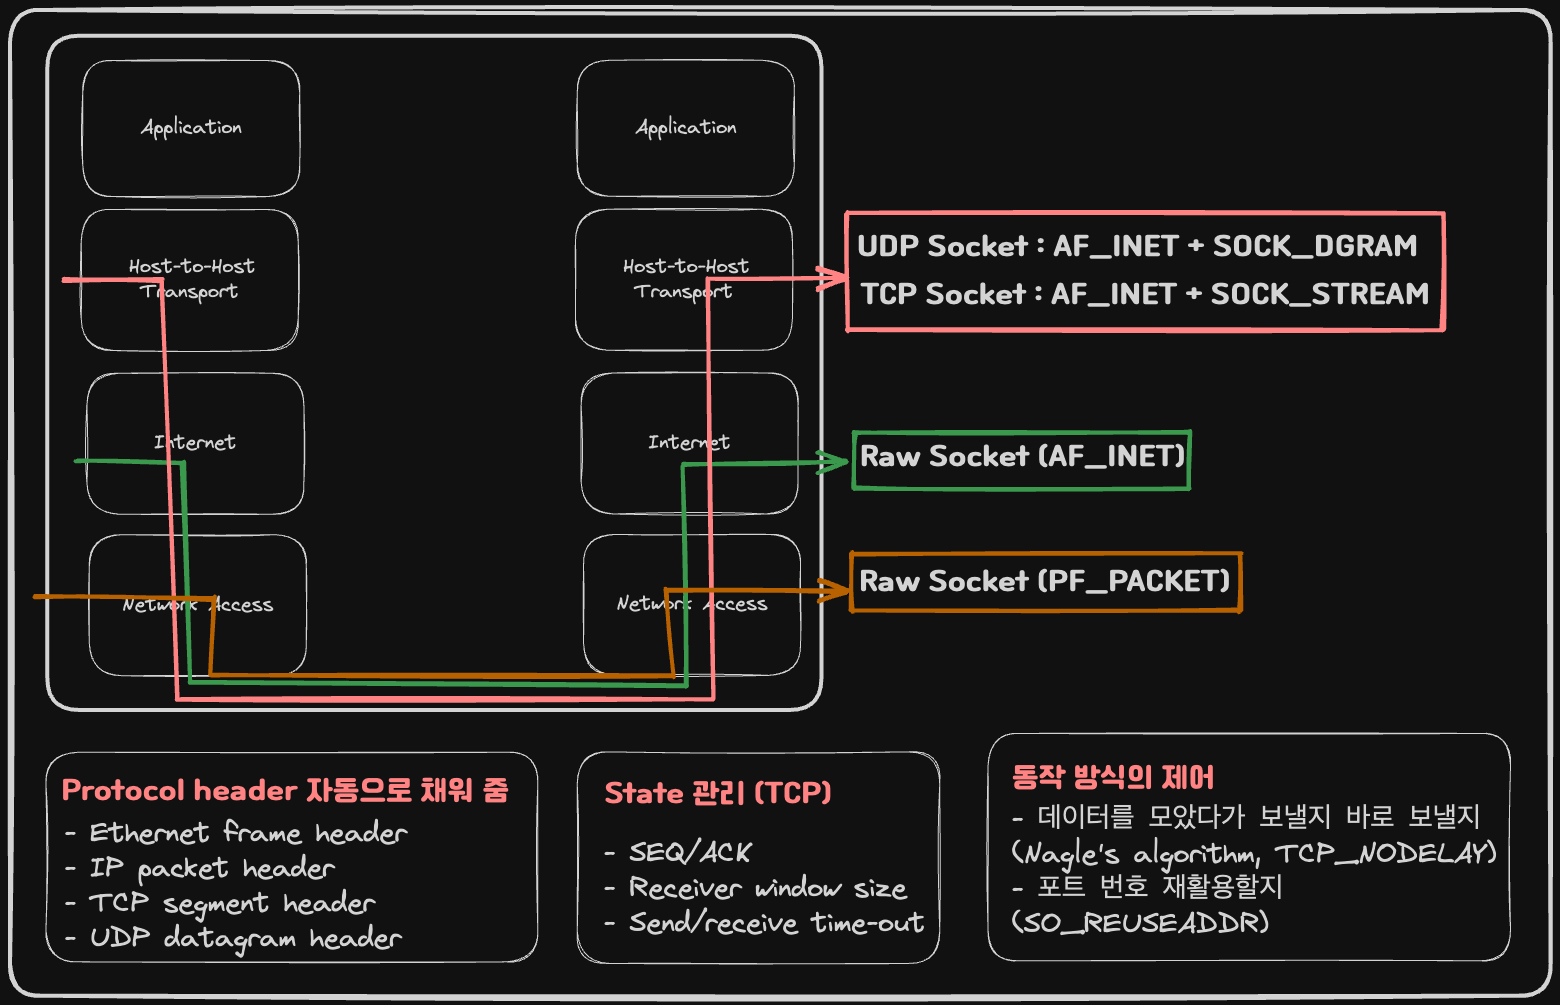 Application
Application
Host-to-Host
Transport
Host-to-Host
Transport
UDP Socket : AF_INET + SOCK_DGRAM
TCP Socket : AF_INET + SOCK_STREAM
Internet
Internet
Raw Socket (AF_INET)
Network Access
Network Access
Raw Socket (PF_PACKET)
Protocol header 자동으로 채워 줌
- Ethernet frame header
- IP packet header
- TCP segment header
- UDP datagram header
State 관리 (TCP)
- SEQ/ACK
- Receiver window size
- Send/receive time-out
동작 방식의 제어
- 데이터를 모았다가 보낼지 바로 보낼지
(Nagle's algorithm, TCP_NODELAY)
- 포트 번호 재활용할지
(SO_REUSEADDR)